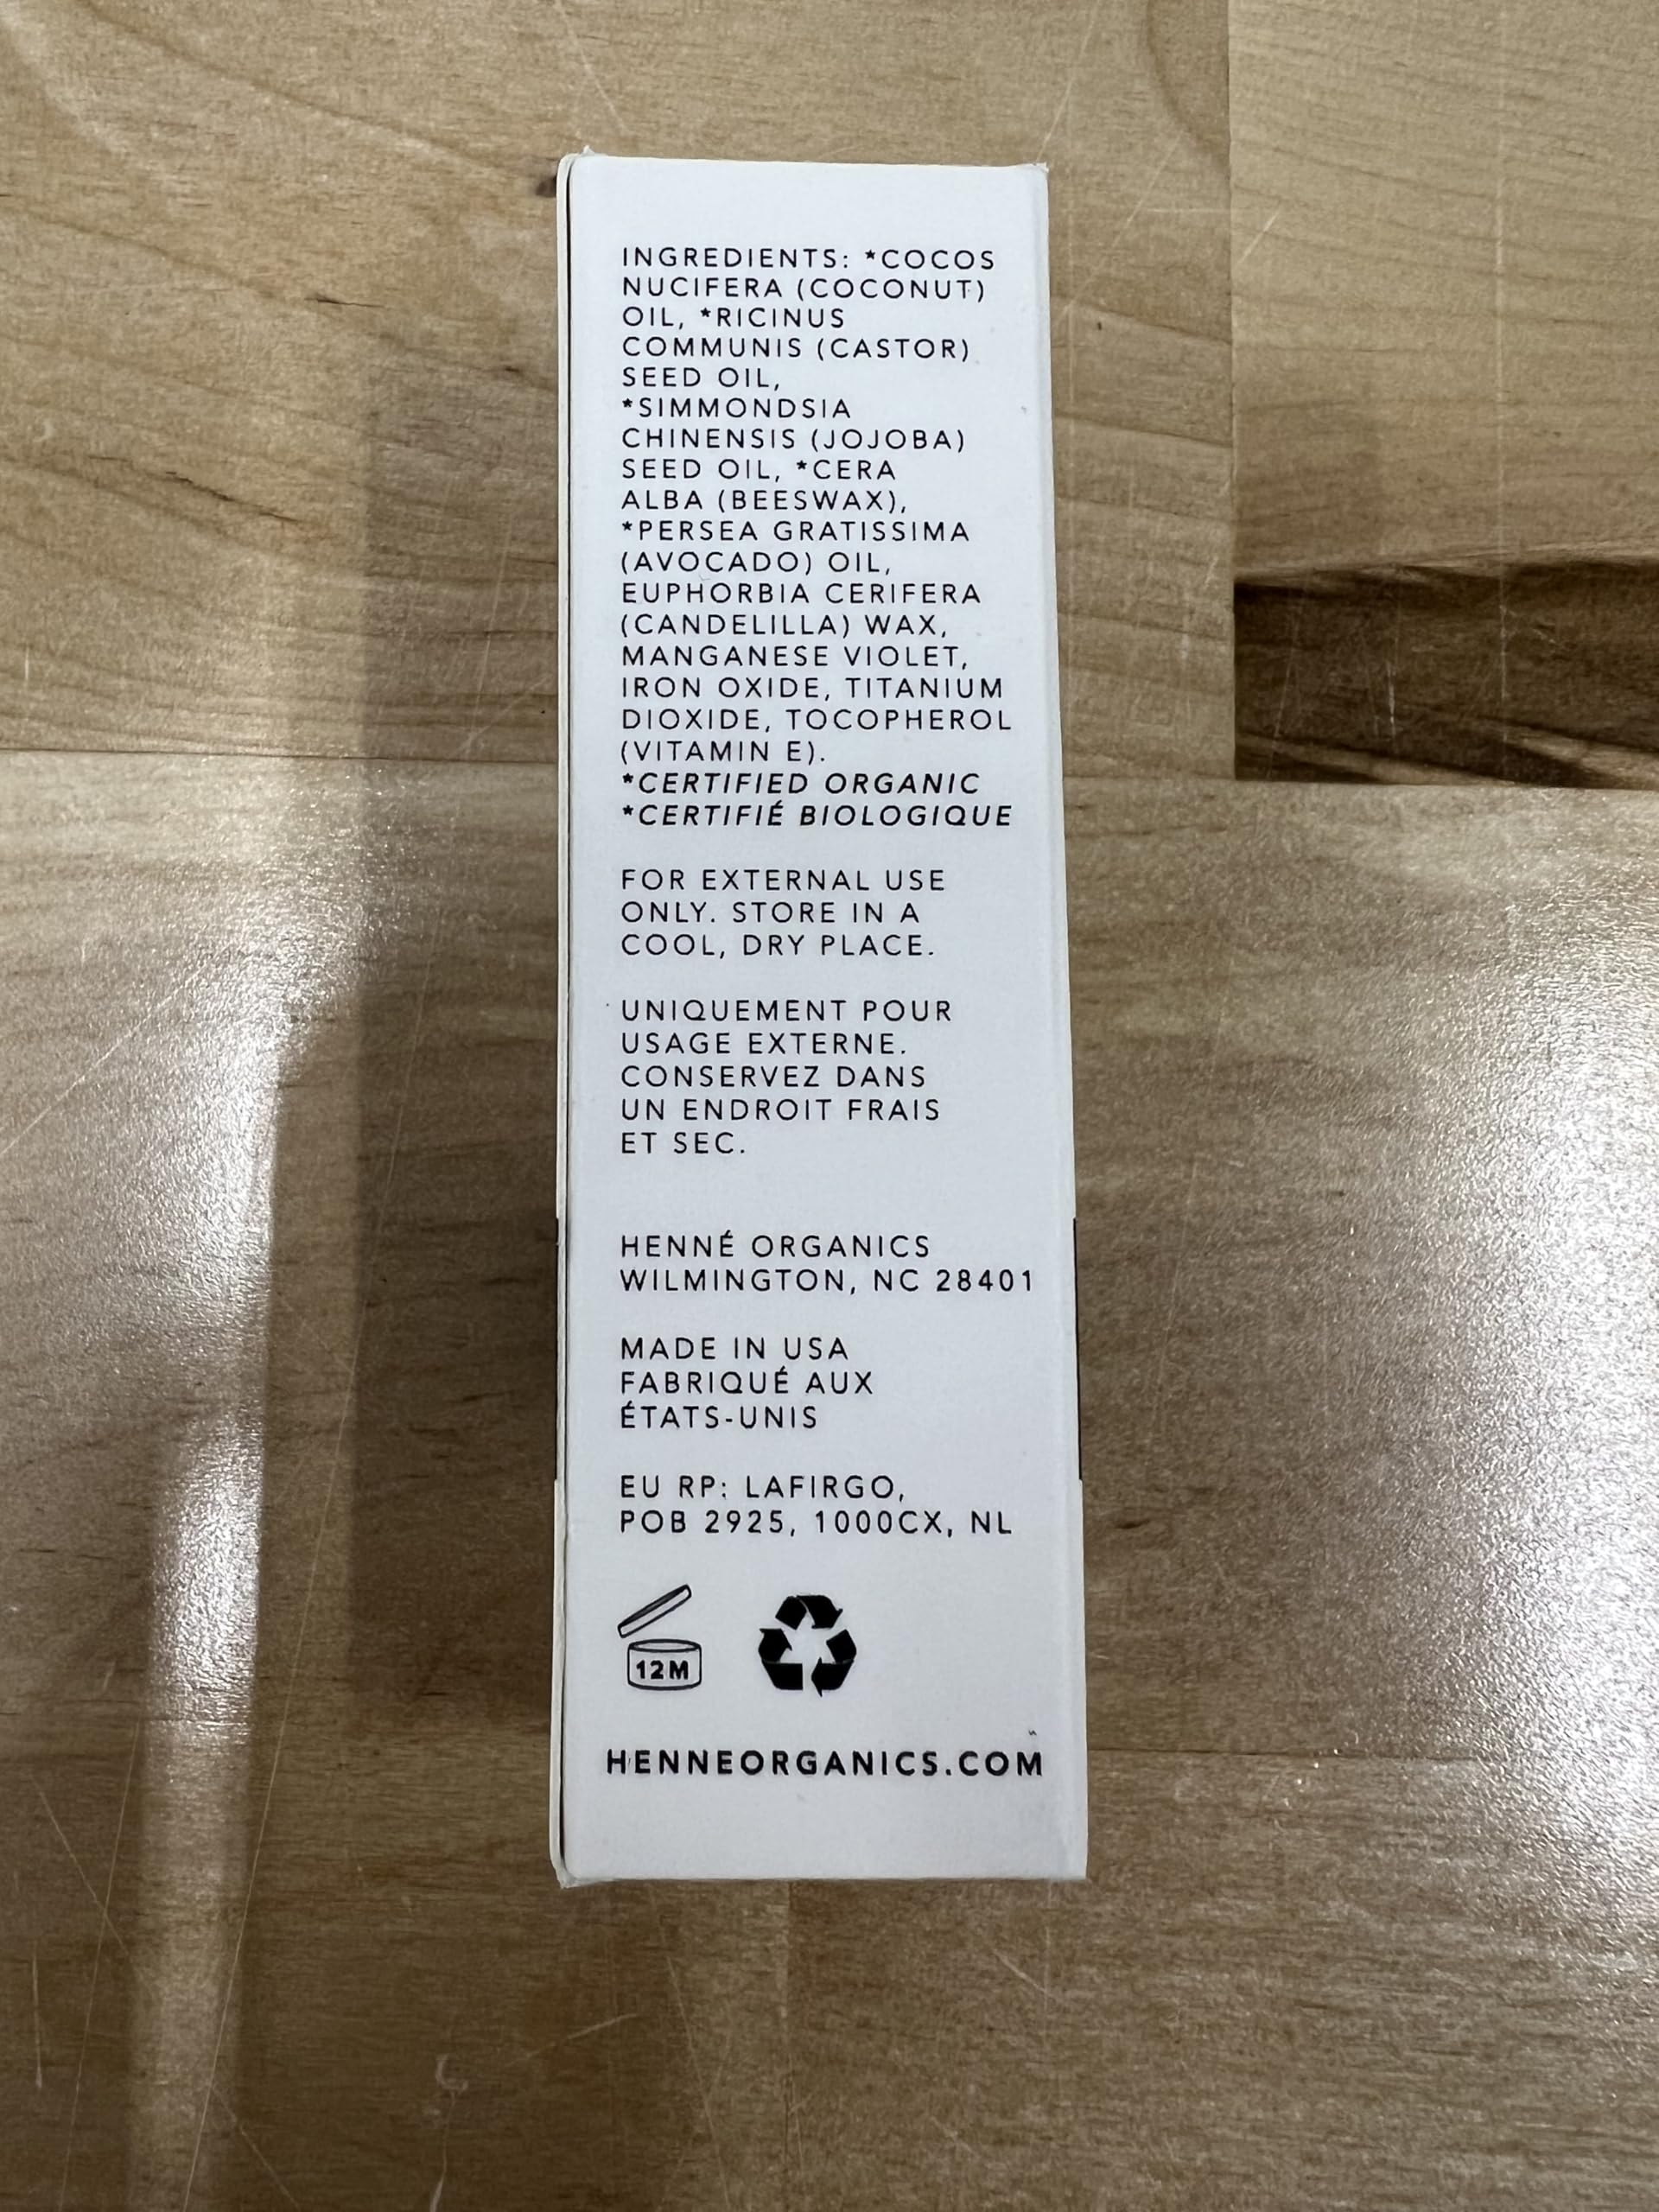 INGREDIENTS: *COCOS
NUCIFERA (COCONUT)
OIL, *RICINUS
COMMUNIS (CASTOR)
SEED OIL,
*SIMMONDSIA
CHINENSIS (JOJOBA)
SEED OIL, *CERA
ALBA (BEESWAX),
*PERSEA GRATISSIMA
(AVOCADO) OIL,
EUPHORBIA CERIFERA
(CANDELILLA) WAX,
MANGANESE VIOLET,
IRON OXIDE, TITANIUM
DIOXIDE, TOCOPHEROL
(VITAMIN E).
*CERTIFIED ORGANIC
*CERTIFIÉ BIOLOGIQUE
FOR EXTERNAL USE
ONLY. STORE IN A
COOL, DRY PLACE.
UNIQUEMENT POUR
USAGE EXTERNE.
CONSERVEZ DANS
UN ENDROIT FRAIS
ET SEC.
HENNÉ ORGANICS
WILMINGTON, NC 28401
MADE IN USA
FABRIQUÉ AUX
ÉTATS-UNIS
EU RP: LAFIRGO,
POB 2925, 1000CX, NL
12M
HENNEORGANICS.COM